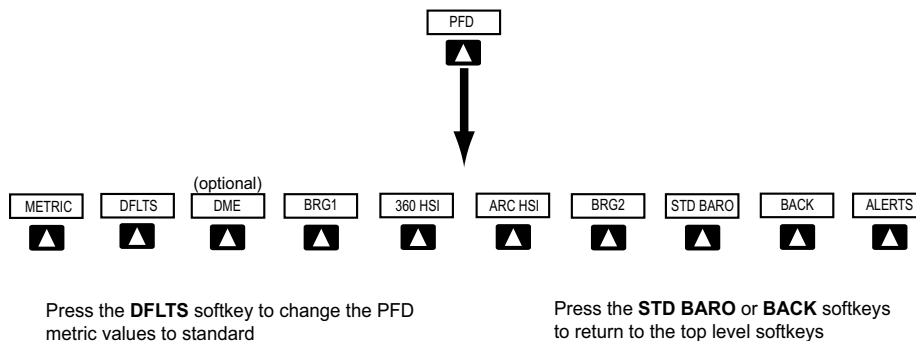 PFD
(optional)
METRIC DFLTS DME BRG1 360 HSI ARC HSI BRG2 STD BARO BACK ALERTS
Press the DFLTS softkey to change the PFD
metric values to standard
Press the STD BARO or BACK softkeys
to return to the top level softkeys